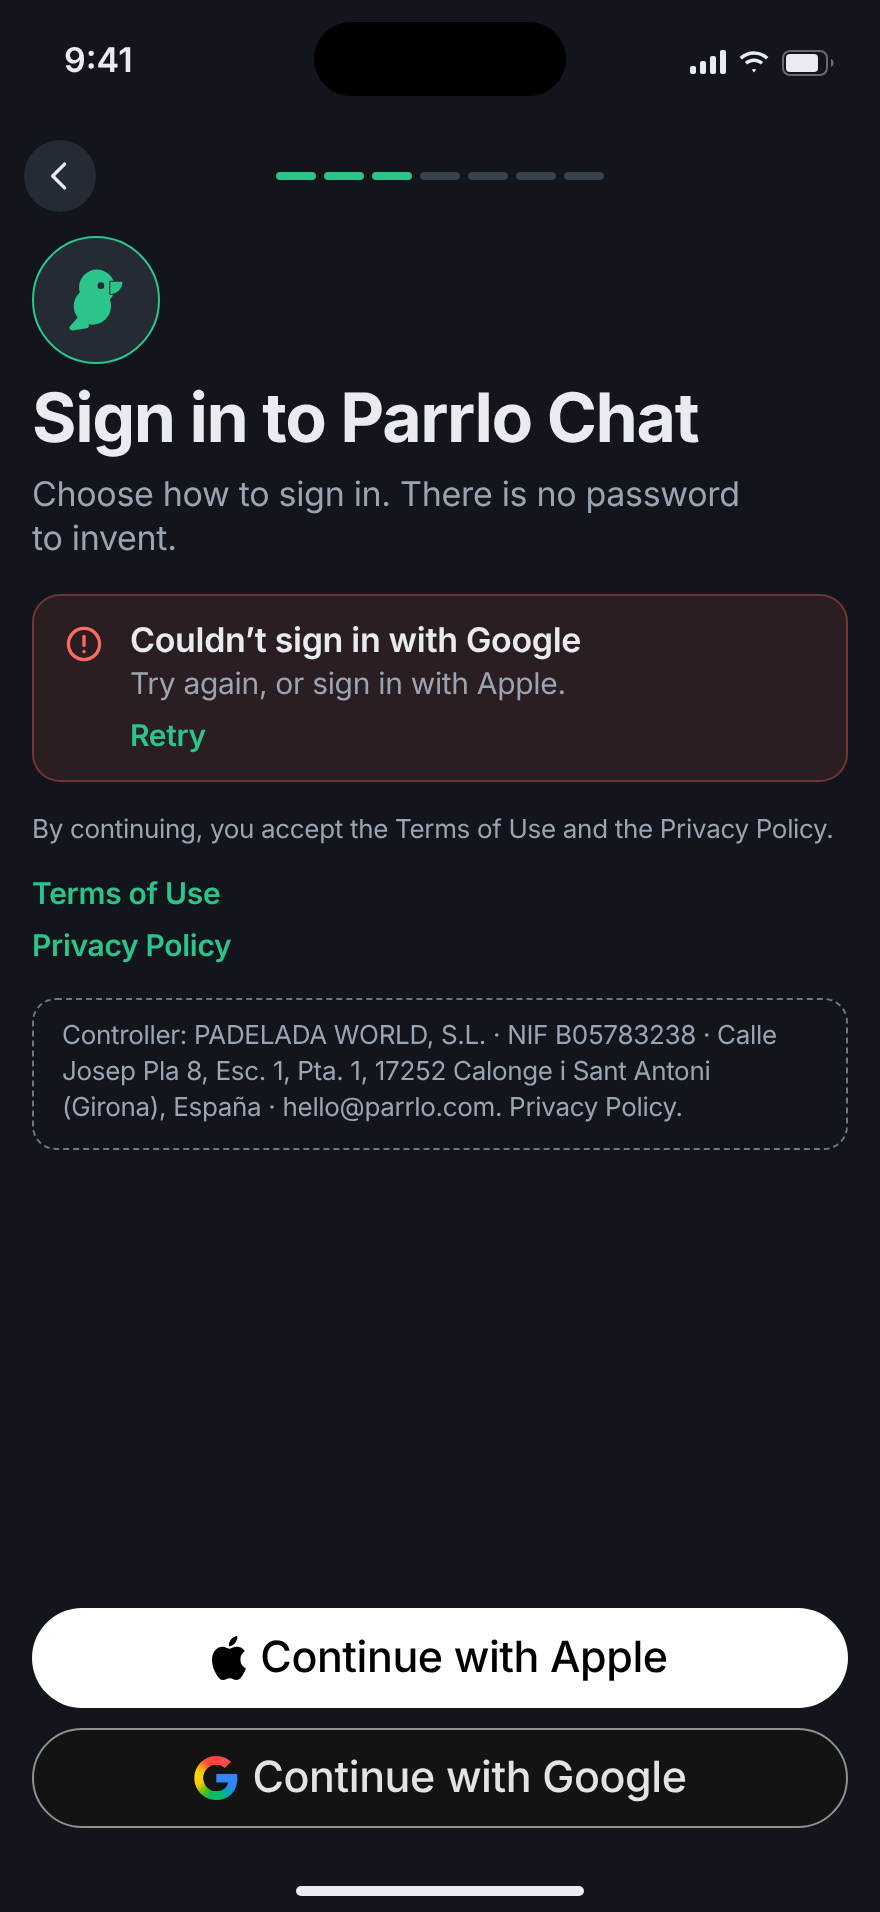 9:41
Sign in to Parrlo Chat
Choose how to sign in. There is no password
to invent.
Couldn’t sign in with Google
Try again, or sign in with Apple.
Retry
By continuing, you accept the Terms of Use and the Privacy Policy.
Terms of Use
Privacy Policy
Controller: PADELADA WORLD, S.L. · NIF B05783238 · Calle
Josep Pla 8, Esc. 1, Pta. 1, 17252 Calonge i Sant Antoni
(Girona), España · hello@parrlo.com. Privacy Policy.
Continue with Apple
Continue with Google